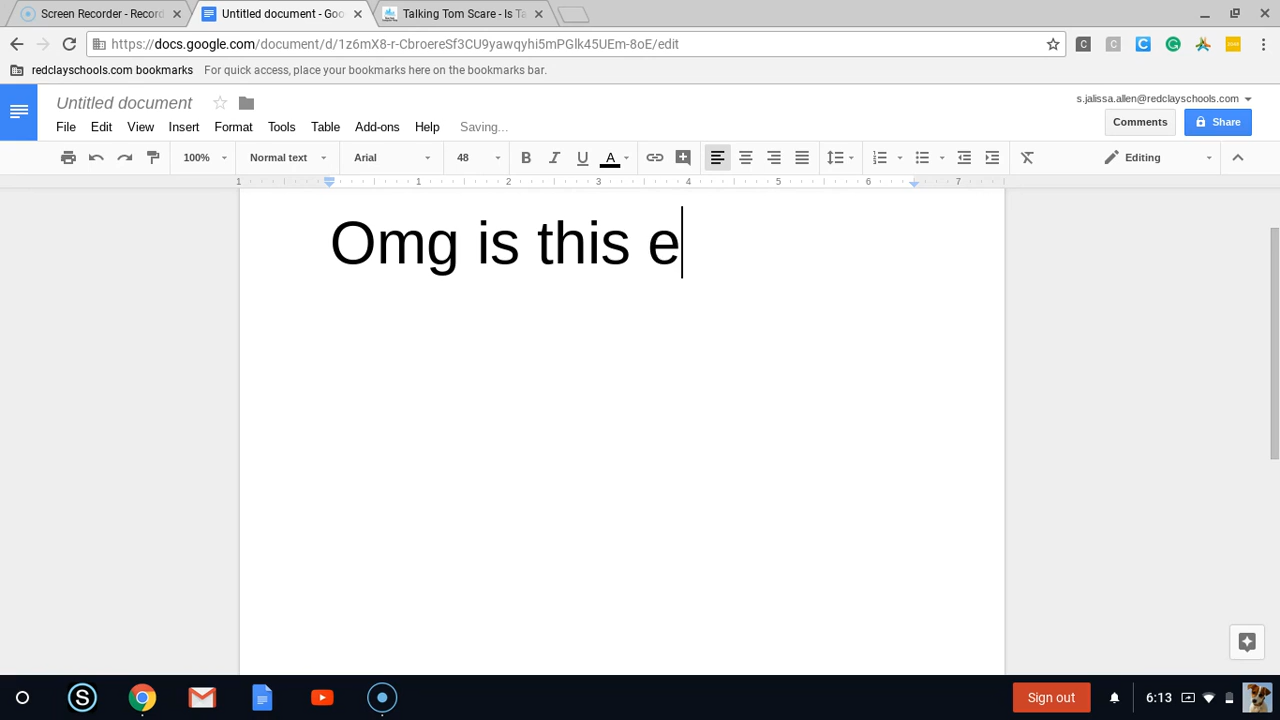 Screen Recorder - Record
Untitled document - Goo
Talking Tom Scare - Is Ta
https://docs.google.com/document/d/1z6mX8-r-CbroereSf3CU9yawqyhi5mPGlk45UEm-8oE/edit
redclayschools.com bookmarks For quick access, place your bookmarks here on the bookmarks bar.
Untitled document
s.jalissa.allen@redclayschools.com
File Edit View Insert Format Tools Table Add-ons Help Saving...
Comments Share
100% Normal text Arial 48 B I U A Editing
1 1 2 3 4 5 6 7
Omg is this e
Sign out 6:13